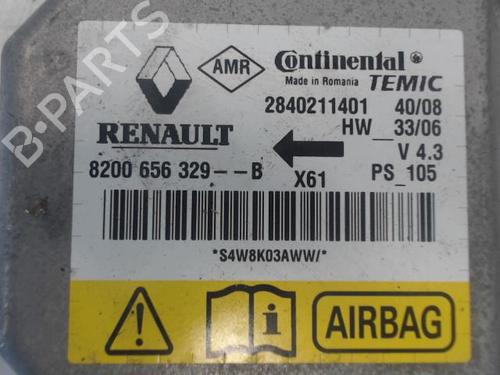 B-PARTS
AMR
Continental
Made in Romania TEMIC
2840211401 40/08
RENAULT
HW__33/06
V 4.3
8200 656 329--B X61 PS_105
*S4W8K03AWW/*
i
AIRBAG